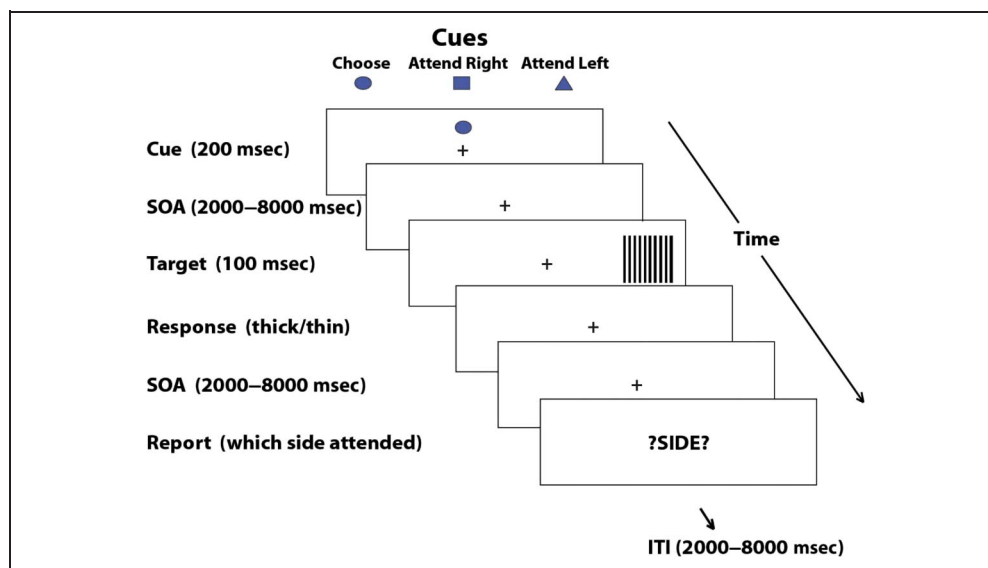 Cues
Choose Attend Right Attend Left
Cue (200 msec)
+
SOA (2000–8000 msec)
+
Target (100 msec)
+
Time
Response (thick/thin)
+
SOA (2000–8000 msec)
+
Report (which side attended)
?SIDE?
ITI (2000–8000 msec)